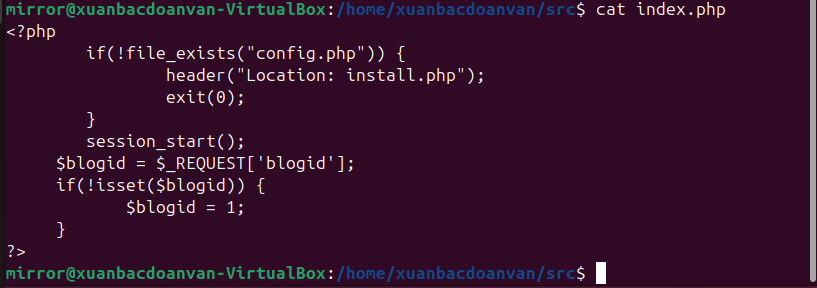 mirror@xuanbacdoanvan-VirtualBox:/home/xuanbacdoanvan/src$ cat index.php
<?php
        if(!file_exists("config.php")) {
                header("Location: install.php");
                exit(0);
        }
        session_start();
     $blogid = $_REQUEST['blogid'];
     if(!isset($blogid)) {
            $blogid = 1;
     }
?>
mirror@xuanbacdoanvan-VirtualBox:/home/xuanbacdoanvan/src$